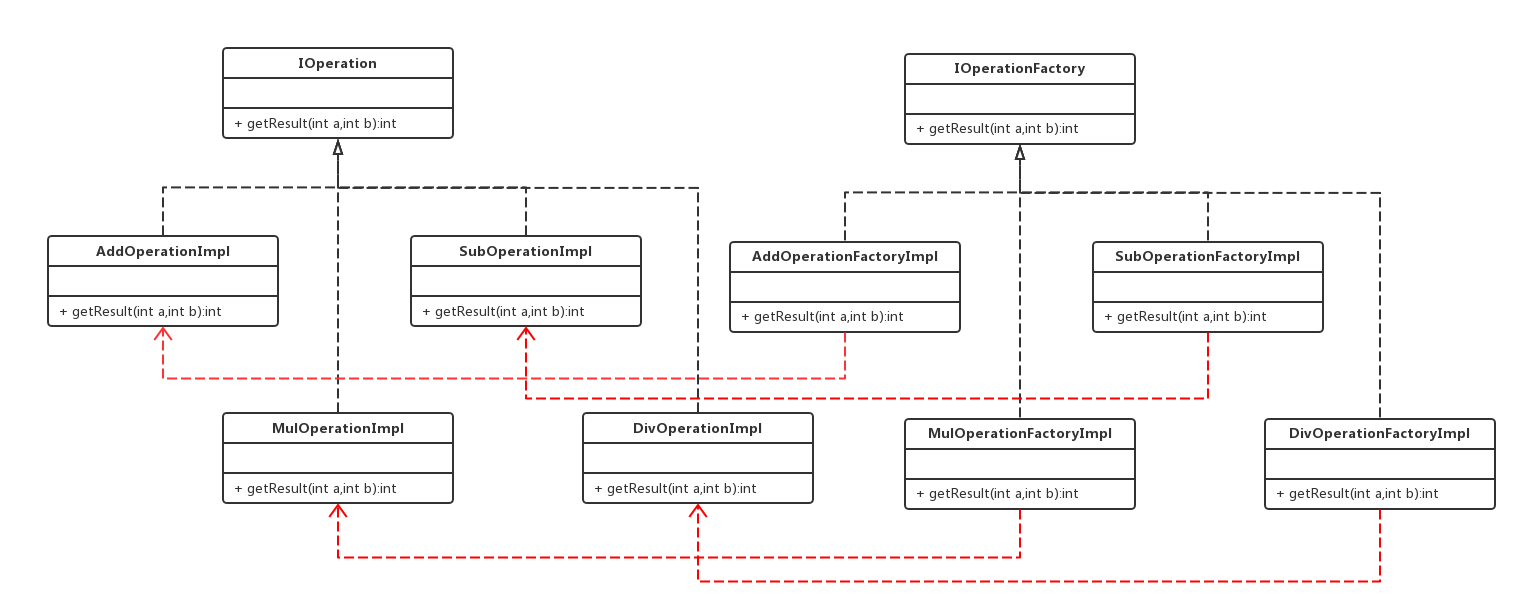 IOperation
+ getResult(int a,int b):int
IOperationFactory
+ getResult(int a,int b):int
AddOperationImpl
+ getResult(int a,int b):int
SubOperationImpl
+ getResult(int a,int b):int
AddOperationFactoryImpl
+ getResult(int a,int b):int
SubOperationFactoryImpl
+ getResult(int a,int b):int
MulOperationImpl
+ getResult(int a,int b):int
DivOperationImpl
+ getResult(int a,int b):int
MulOperationFactoryImpl
+ getResult(int a,int b):int
DivOperationFactoryImpl
+ getResult(int a,int b):int